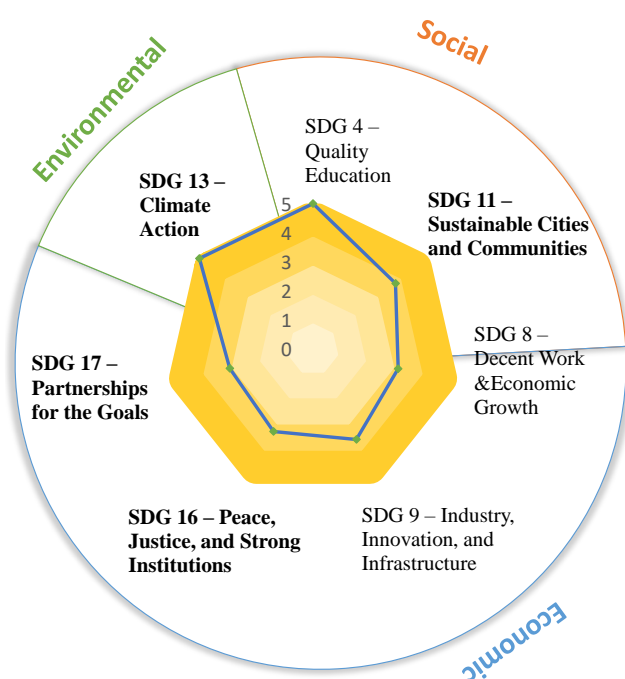 Social
Environmental
SDG 4 –
Quality
Education
SDG 13 –
Climate
Action
SDG 11 –
Sustainable Cities
and Communities
5
4
3
2
1
0
SDG 8 –
Decent Work
&Economic
Growth
SDG 17 –
Partnerships
for the Goals
SDG 16 – Peace,
Justice, and Strong
Institutions
SDG 9 – Industry,
Innovation, and
Infrastructure
Economic